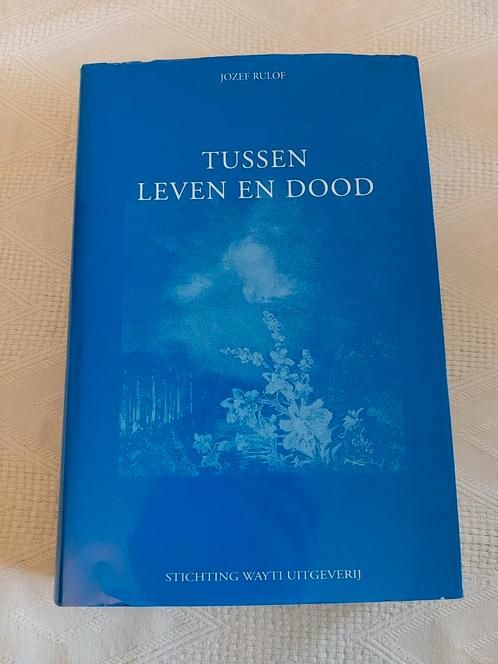 JOZEF RULOF
TUSSEN
LEVEN EN DOOD
STICHTING WAYTI UITGEVERIJ